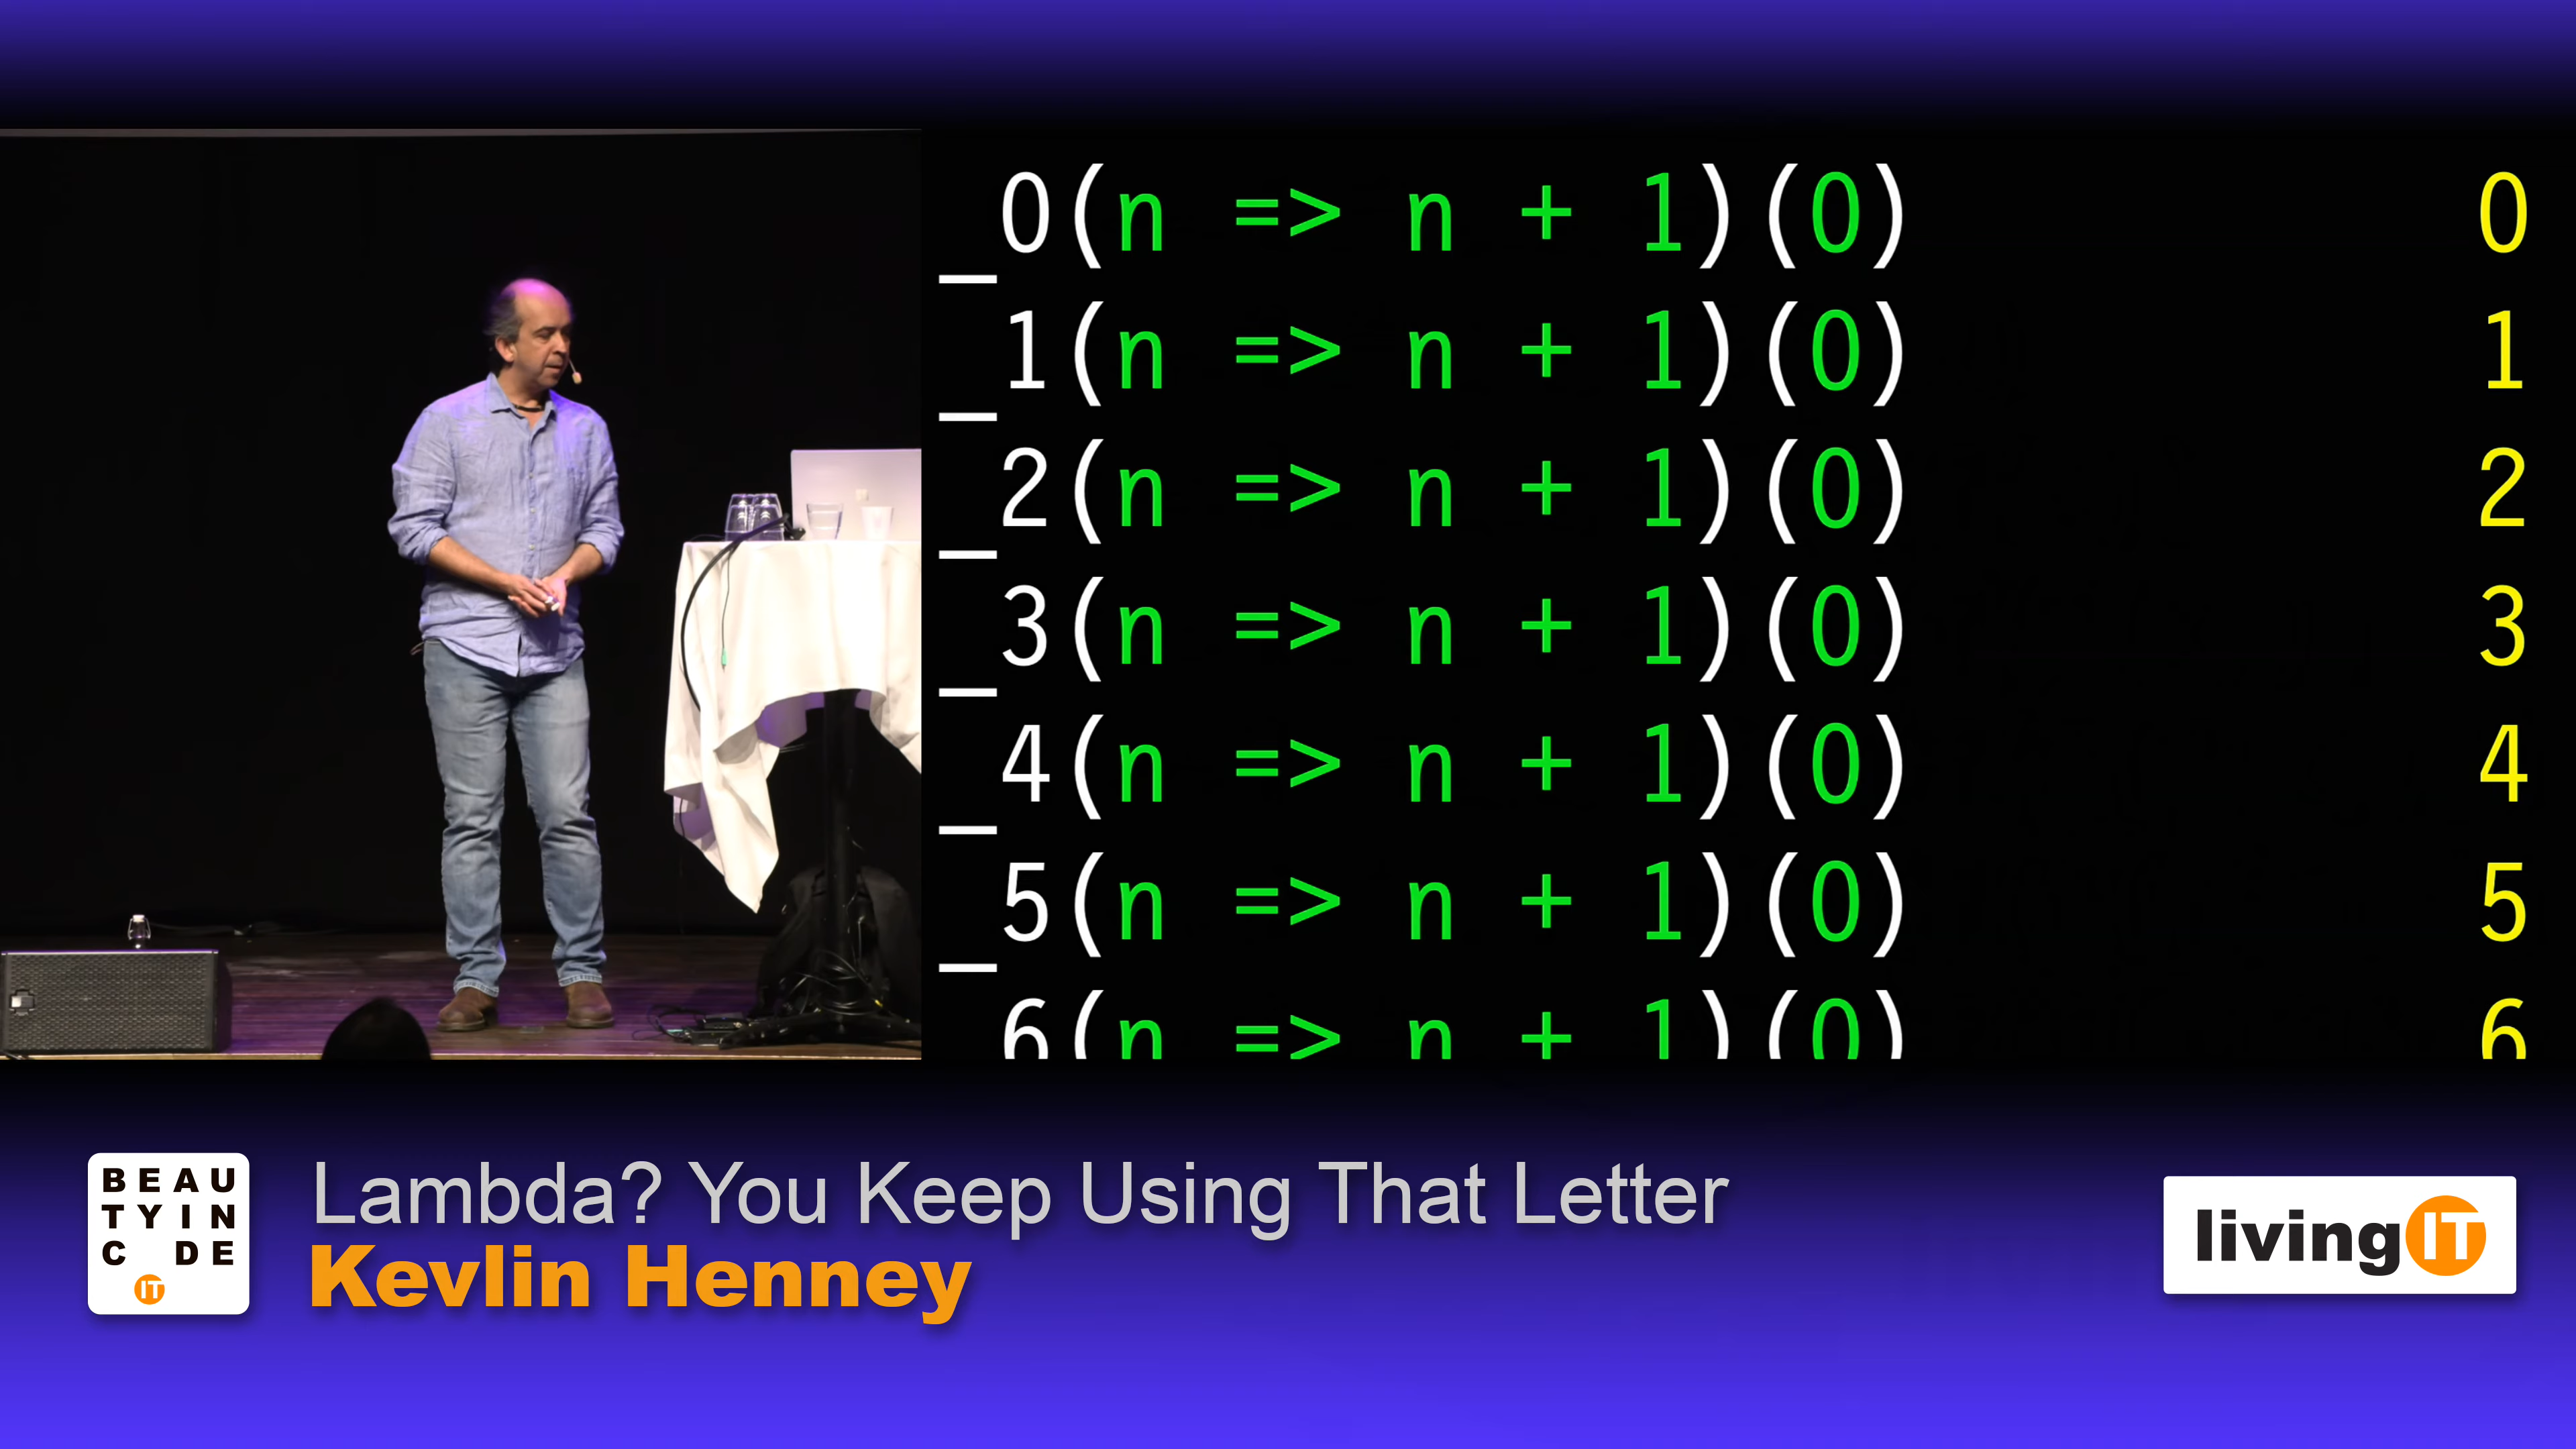 _0(n => n + 1)(0) 0
_1(n => n + 1)(0) 1
_2(n => n + 1)(0) 2
_3(n => n + 1)(0) 3
_4(n => n + 1)(0) 4
_5(n => n + 1)(0) 5
6(n => n + 1)(0) 6
BEAU
TYIN
C DE
IT
Lambda? You Keep Using That Letter
Kevlin Henney
livingIT